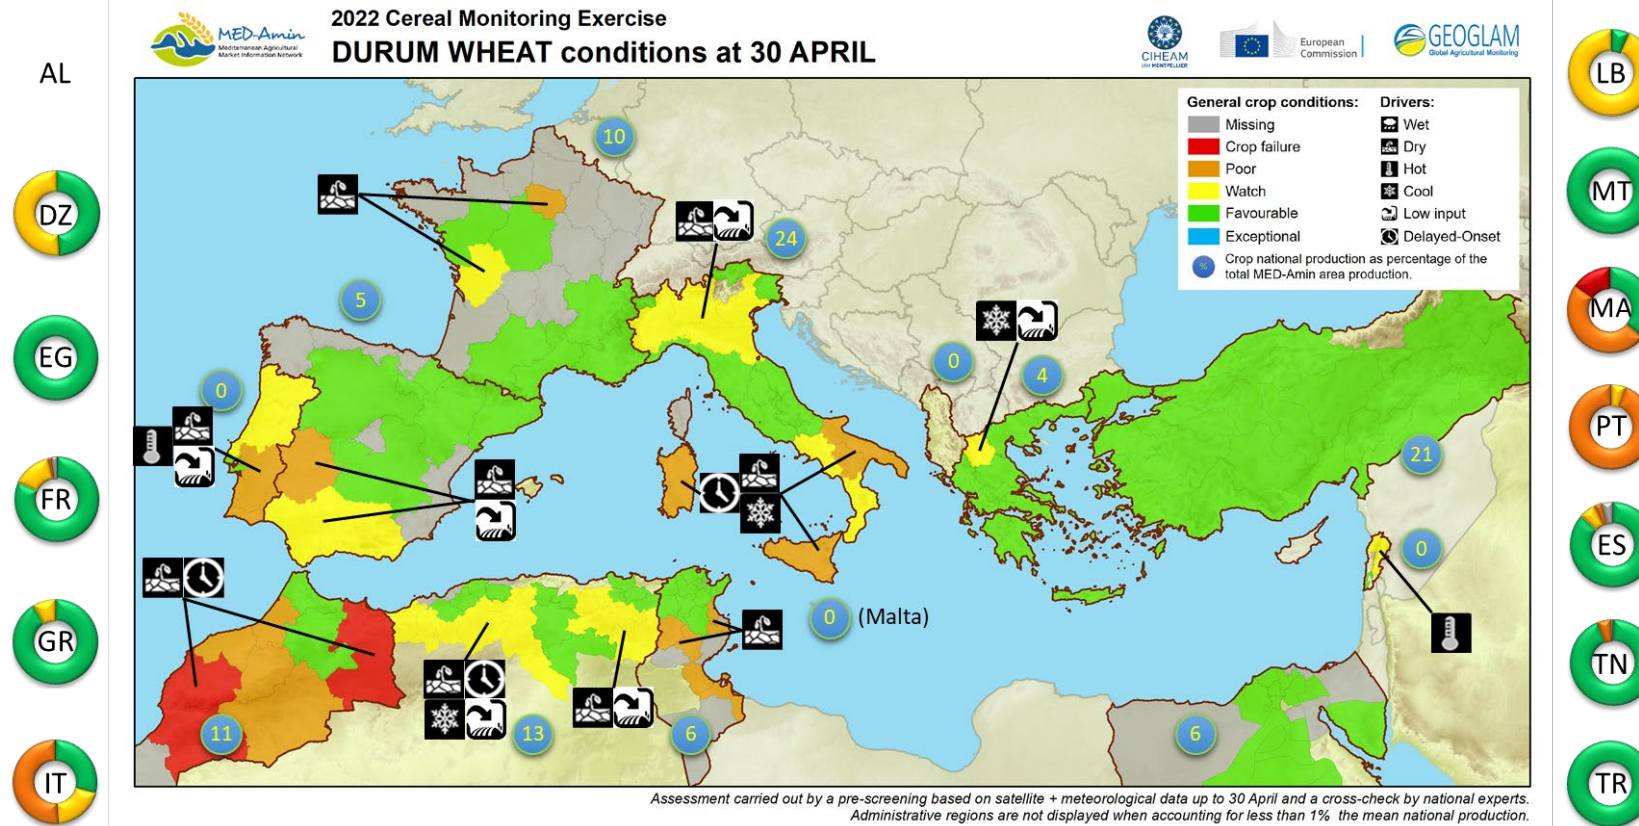 2022 Cereal Monitoring Exercise
DURUM WHEAT conditions at 30 APRIL
MED-Amin
Mediterranean Agricultural
Market Information Network
CIHEAM
IAM MONTPELLIER
European
Commission
GEOGLAM
Global Agricultural Monitoring
AL
DZ
EG
FR
GR
IT
LB
MT
MA
PT
ES
TN
TR
General crop conditions:
Missing
Crop failure
Poor
Watch
Favourable
Exceptional
% Crop national production as percentage of the
total MED-Amin area production.
Drivers:
Wet
Dry
Hot
Cool
Low input
Delayed-Onset
10
24
5
0
0
4
21
0
0 (Malta)
11
13
6
6
Assessment carried out by a pre-screening based on satellite + meteorological data up to 30 April and a cross-check by national experts.
Administrative regions are not displayed when accounting for less than 1% the mean national production.